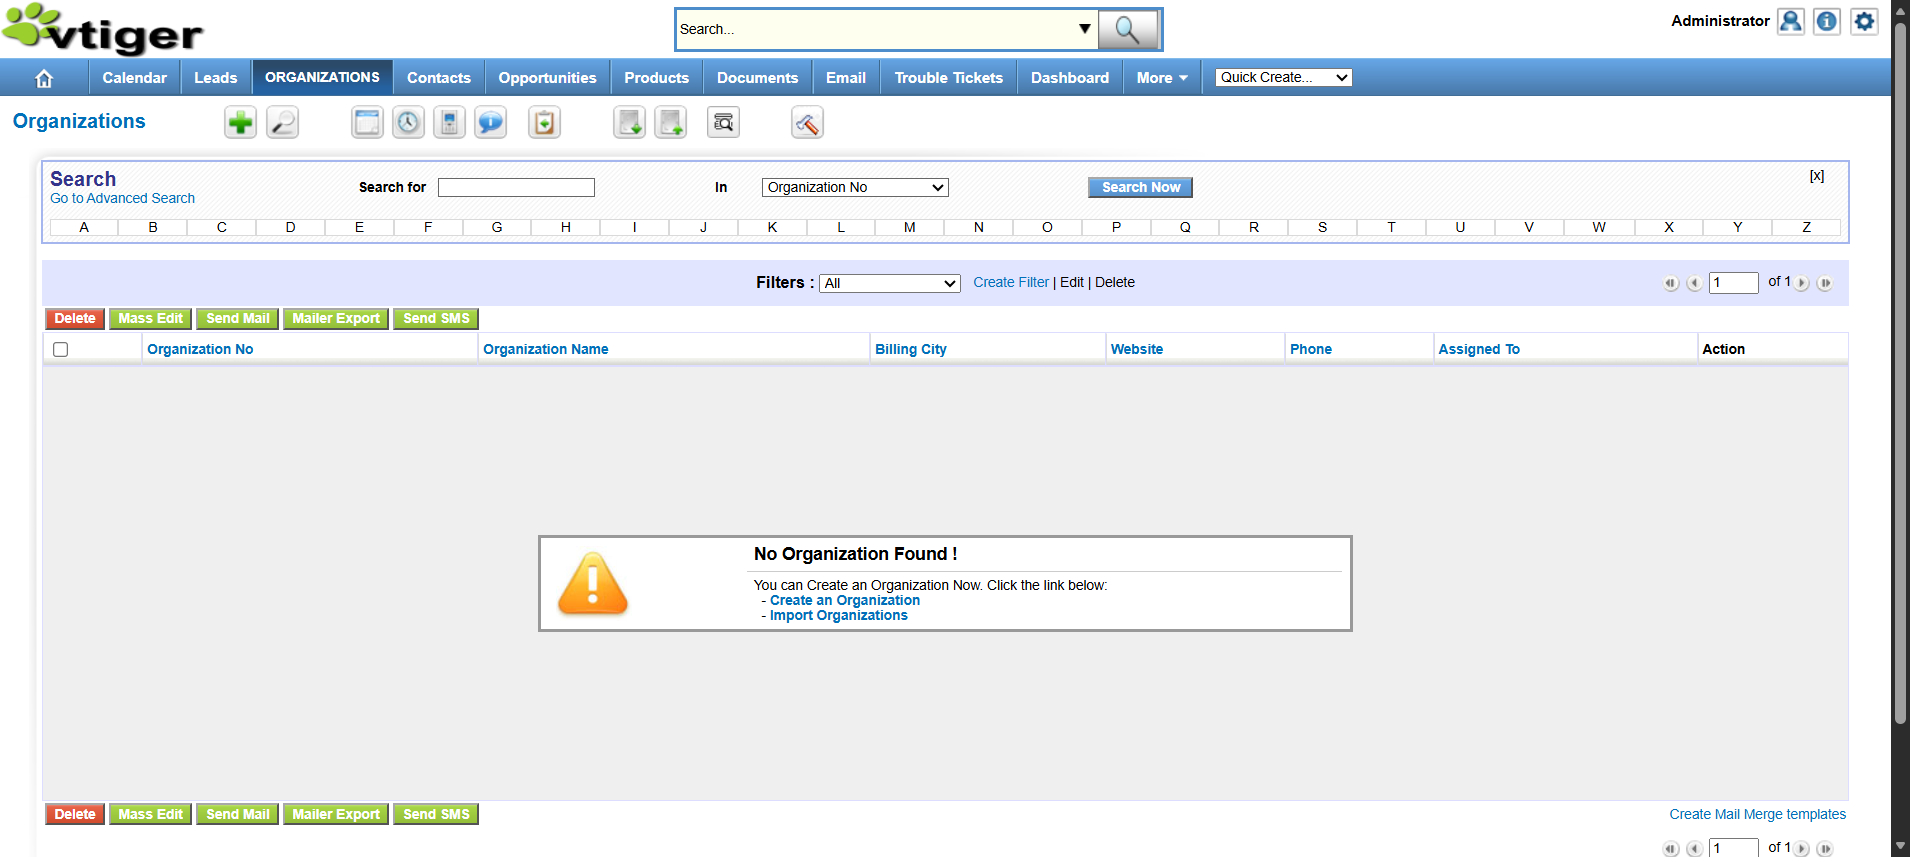 vtiger
Search...
Administrator
Calendar Leads ORGANIZATIONS Contacts Opportunities Products Documents Email Trouble Tickets Dashboard More Quick Create...
Organizations
Search
Go to Advanced Search
Search for In Organization No Search Now [x]
A B C D E F G H I J K L M N O P Q R S T U V W X Y Z
Filters : All Create Filter | Edit | Delete 1 of 1
Delete Mass Edit Send Mail Mailer Export Send SMS
Organization No Organization Name Billing City Website Phone Assigned To Action
No Organization Found !
You can Create an Organization Now. Click the link below:
- Create an Organization
- Import Organizations
Delete Mass Edit Send Mail Mailer Export Send SMS Create Mail Merge templates
1 of 1